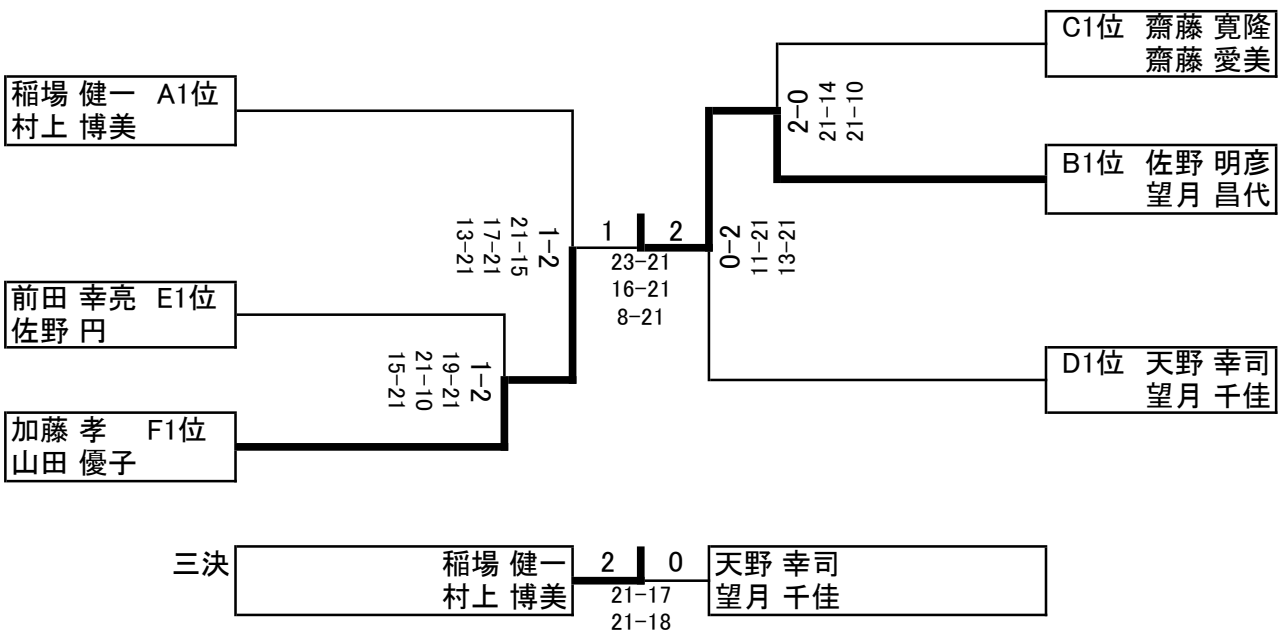 稲場 健一 A1位
村上 博美
前田 幸亮 E1位
佐野 円
加藤 孝 F1位
山田 優子
1-2
21-15
17-21
13-21
1-2
19-21
21-10
15-21
1 2
23-21
16-21
8-21
2-0
21-14
21-10
0-2
11-21
13-21
C1位 齋藤 寛隆
齋藤 愛美
B1位 佐野 明彦
望月 昌代
D1位 天野 幸司
望月 千佳
三決
稲場 健一
村上 博美
2 0
21-17
21-18
天野 幸司
望月 千佳